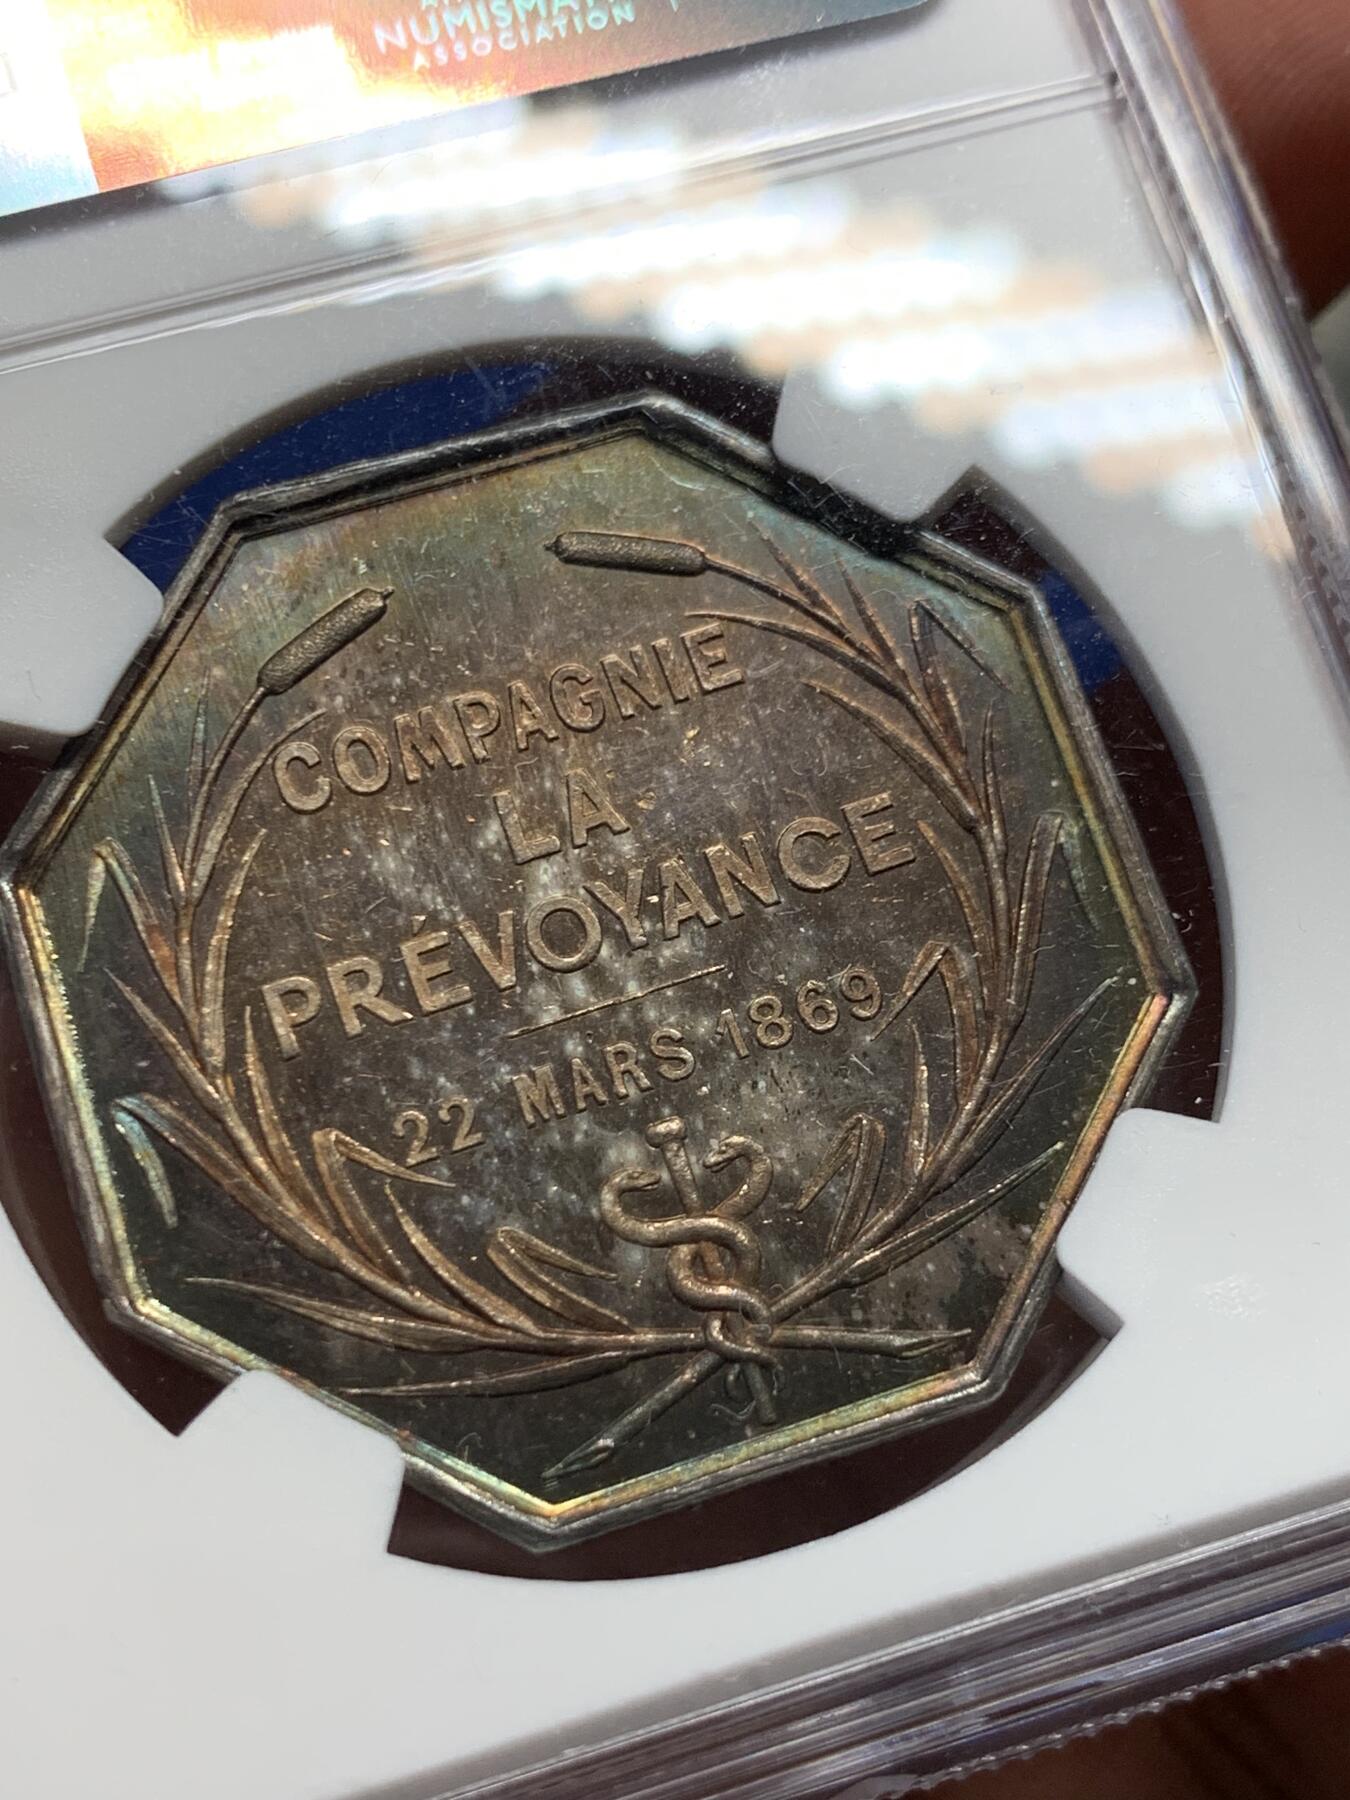 NUMISMATIC
ASSOCIATION
COMPAGNIE
LA
PRÉVOYANCE
22 MARS 1869